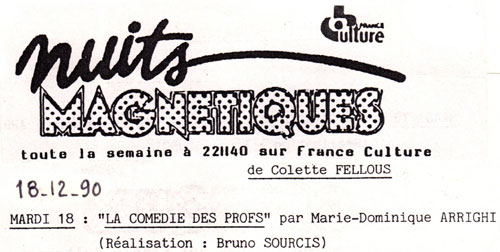 FRANCE
Culture
nuits
MAGNETIQUES
toute la semaine à 22H40 sur France Culture
de Colette FELLOUS
18-12-90
MARDI 18 : "LA COMEDIE DES PROFS" par Marie-Dominique ARRIGHI
(Réalisation : Bruno SOURCIS)